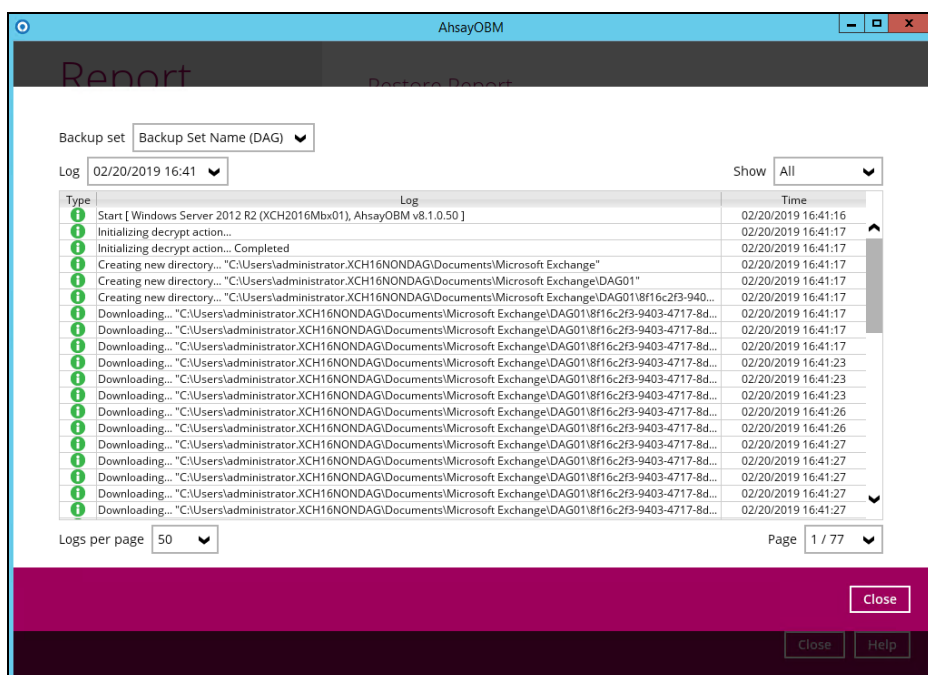 AhsayOBM
Report
Restore Report
Backup set Backup Set Name (DAG)
Log 02/20/2019 16:41 Show All
Type Log Time
Start [ Windows Server 2012 R2 (XCH2016Mbx01), AhsayOBM v8.1.0.50 ] 02/20/2019 16:41:16
Initializing decrypt action... 02/20/2019 16:41:17
Initializing decrypt action... Completed 02/20/2019 16:41:17
Creating new directory... "C:\Users\administrator.XCH16NONDAG\Documents\Microsoft Exchange" 02/20/2019 16:41:17
Creating new directory... "C:\Users\administrator.XCH16NONDAG\Documents\Microsoft Exchange\DAG01" 02/20/2019 16:41:17
Creating new directory... "C:\Users\administrator.XCH16NONDAG\Documents\Microsoft Exchange\DAG01\8f16c2f3-940... 02/20/2019 16:41:17
Downloading... "C:\Users\administrator.XCH16NONDAG\Documents\Microsoft Exchange\DAG01\8f16c2f3-9403-4717-8d... 02/20/2019 16:41:17
Downloading... "C:\Users\administrator.XCH16NONDAG\Documents\Microsoft Exchange\DAG01\8f16c2f3-9403-4717-8d... 02/20/2019 16:41:17
Downloading... "C:\Users\administrator.XCH16NONDAG\Documents\Microsoft Exchange\DAG01\8f16c2f3-9403-4717-8d... 02/20/2019 16:41:17
Downloading... "C:\Users\administrator.XCH16NONDAG\Documents\Microsoft Exchange\DAG01\8f16c2f3-9403-4717-8d... 02/20/2019 16:41:23
Downloading... "C:\Users\administrator.XCH16NONDAG\Documents\Microsoft Exchange\DAG01\8f16c2f3-9403-4717-8d... 02/20/2019 16:41:23
Downloading... "C:\Users\administrator.XCH16NONDAG\Documents\Microsoft Exchange\DAG01\8f16c2f3-9403-4717-8d... 02/20/2019 16:41:23
Downloading... "C:\Users\administrator.XCH16NONDAG\Documents\Microsoft Exchange\DAG01\8f16c2f3-9403-4717-8d... 02/20/2019 16:41:26
Downloading... "C:\Users\administrator.XCH16NONDAG\Documents\Microsoft Exchange\DAG01\8f16c2f3-9403-4717-8d... 02/20/2019 16:41:26
Downloading... "C:\Users\administrator.XCH16NONDAG\Documents\Microsoft Exchange\DAG01\8f16c2f3-9403-4717-8d... 02/20/2019 16:41:27
Downloading... "C:\Users\administrator.XCH16NONDAG\Documents\Microsoft Exchange\DAG01\8f16c2f3-9403-4717-8d... 02/20/2019 16:41:27
Downloading... "C:\Users\administrator.XCH16NONDAG\Documents\Microsoft Exchange\DAG01\8f16c2f3-9403-4717-8d... 02/20/2019 16:41:27
Downloading... "C:\Users\administrator.XCH16NONDAG\Documents\Microsoft Exchange\DAG01\8f16c2f3-9403-4717-8d... 02/20/2019 16:41:27
Downloading... "C:\Users\administrator.XCH16NONDAG\Documents\Microsoft Exchange\DAG01\8f16c2f3-9403-4717-8d... 02/20/2019 16:41:27
Logs per page 50 Page 1 / 77
Close
Close Help